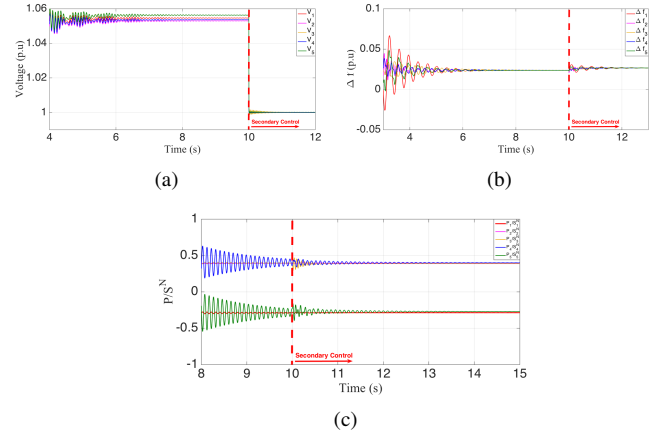 1.06
1.04
1.02
1
Voltage (p.u)
V1
V2
V3
V4
V5
Secondary Control
4 6 8 10 12
Time (s)
(a)
0.1
0.05
0
-0.05
Δ f (p.u)
Δ f1
Δ f2
Δ f3
Δ f4
Δ f5
Secondary Control
4 6 8 10 12
Time (s)
(b)
1
0.5
0
-0.5
-1
P/S^N
Secondary Control
8 9 10 11 12 13 14 15
Time (s)
(c)